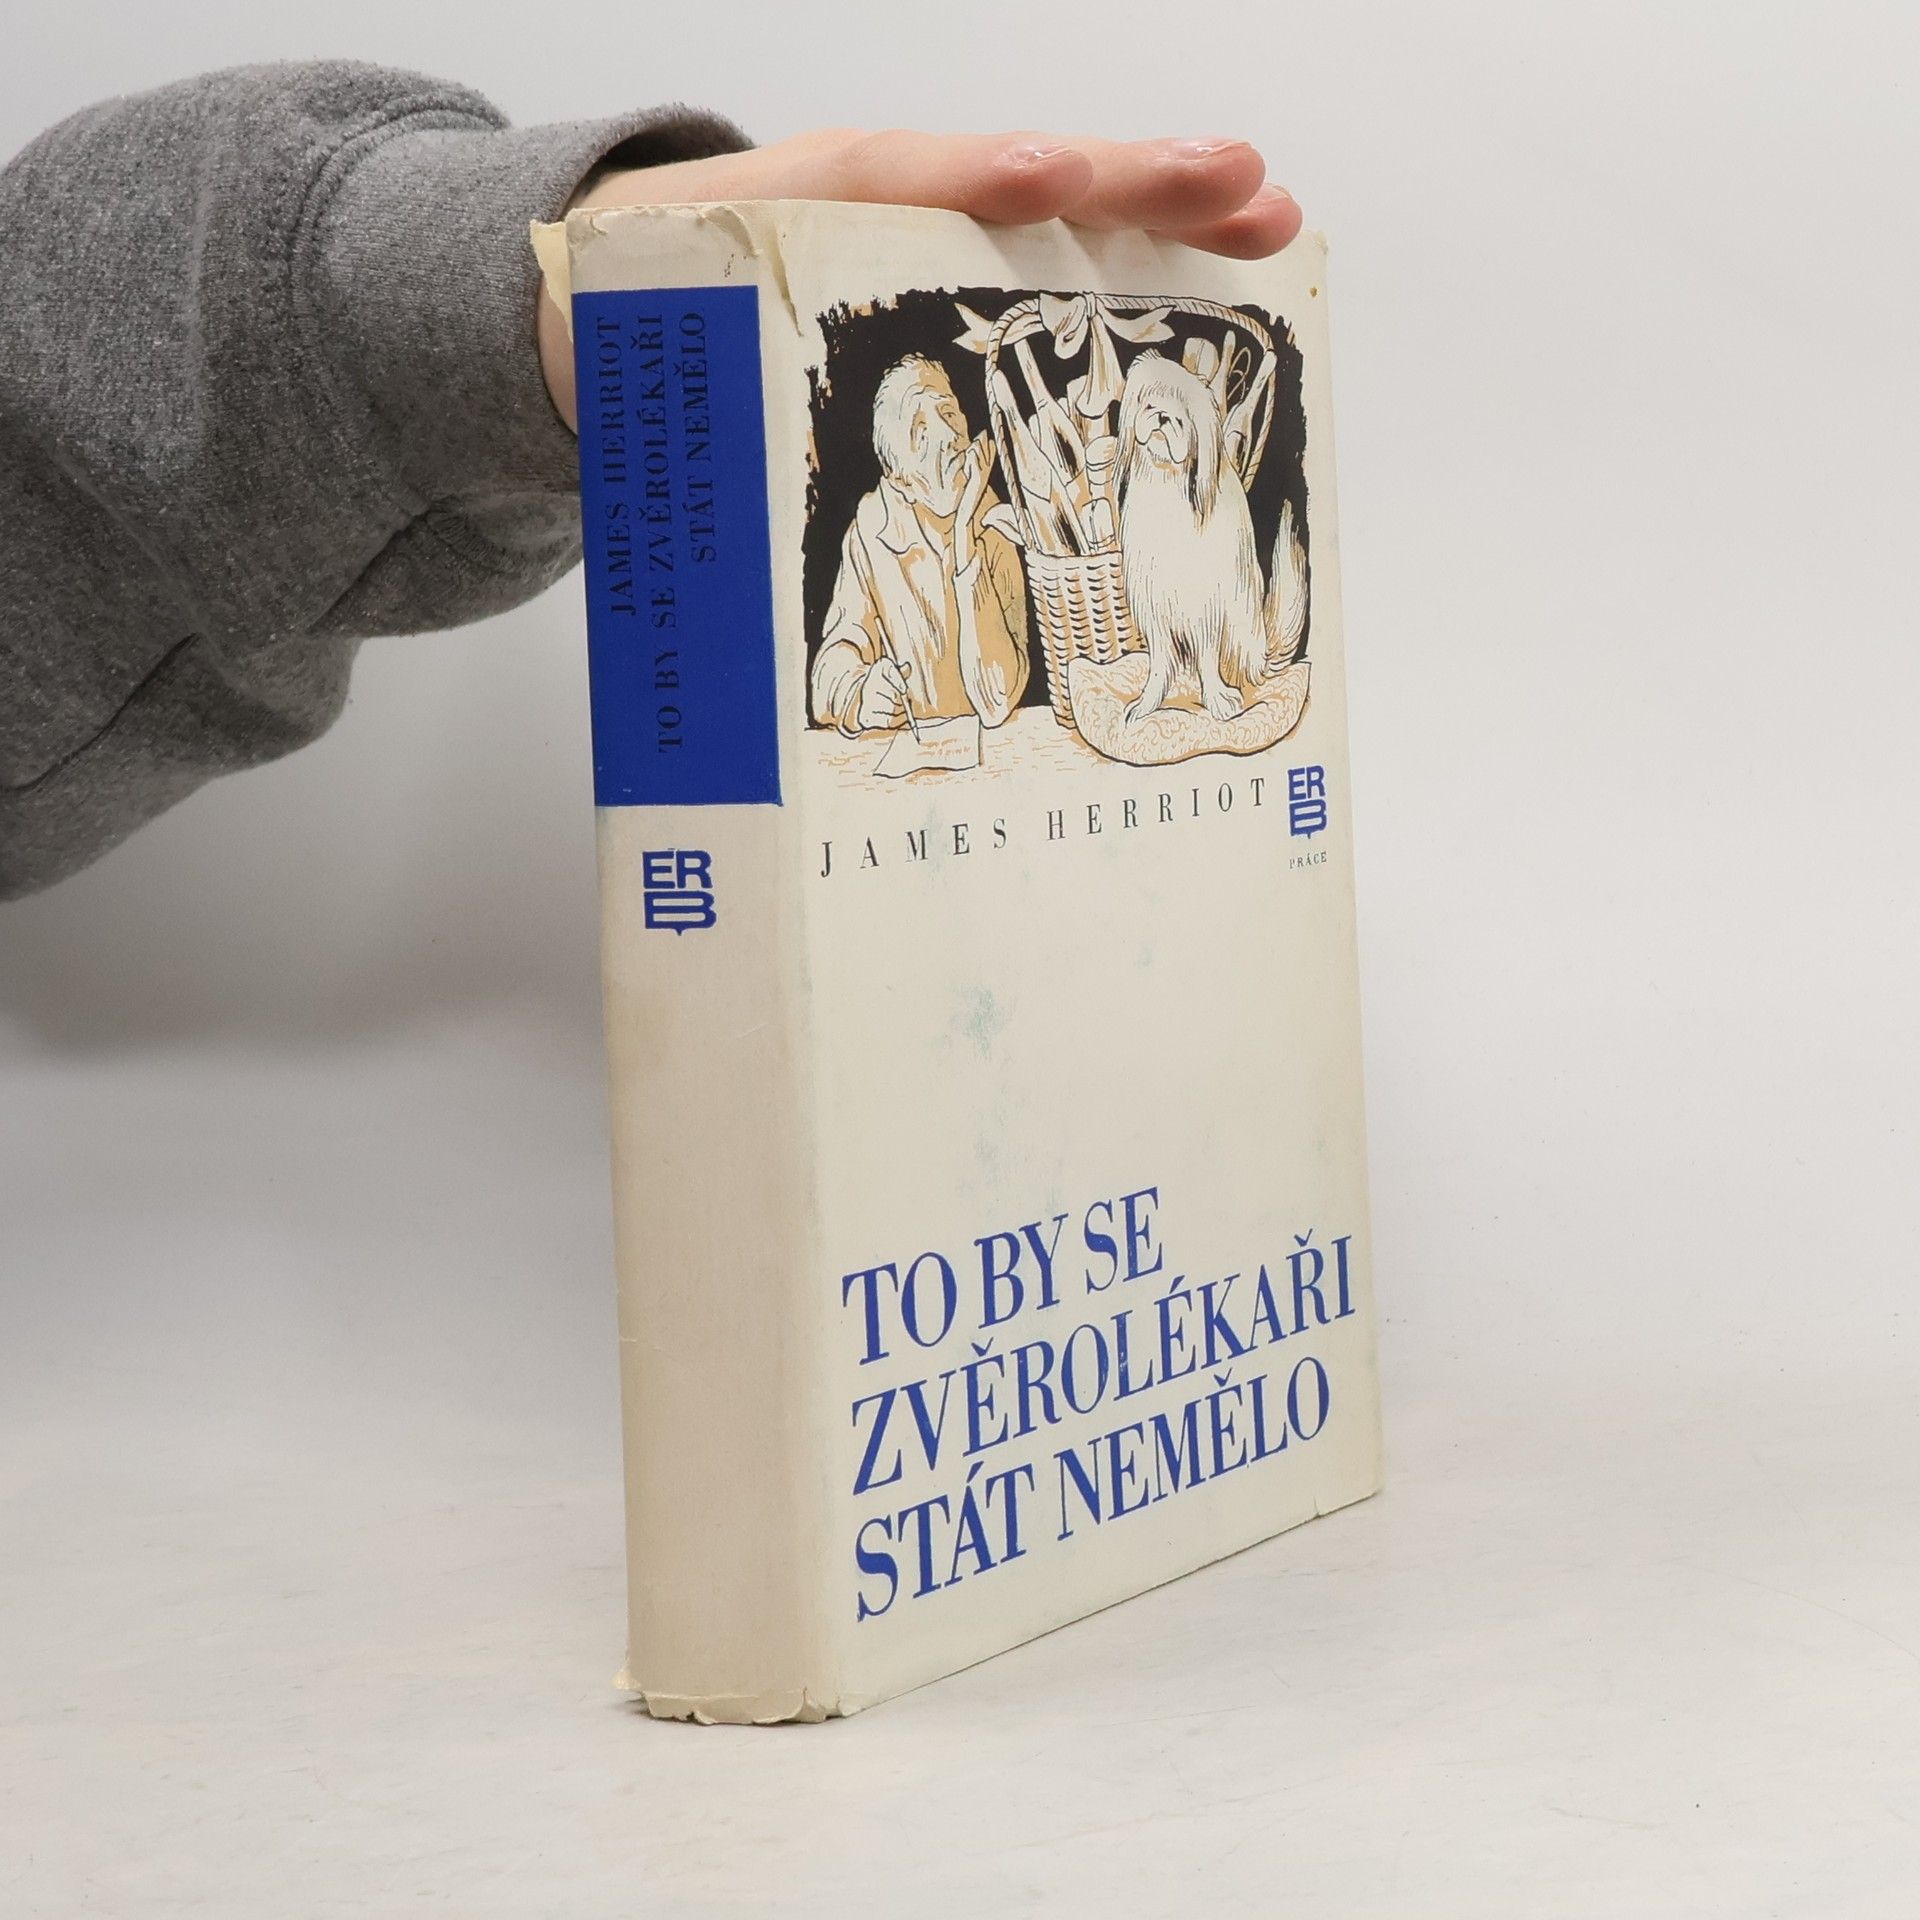 JAMES HERRIOT
TO BY SE ZVĚROLÉKAŘI
STÁT NEMĚLO
ERB
JAMES HERRIOT
ERB
PRÁCE
TO BY SE
ZVĚROLÉKAŘI
STÁT NEMĚLO